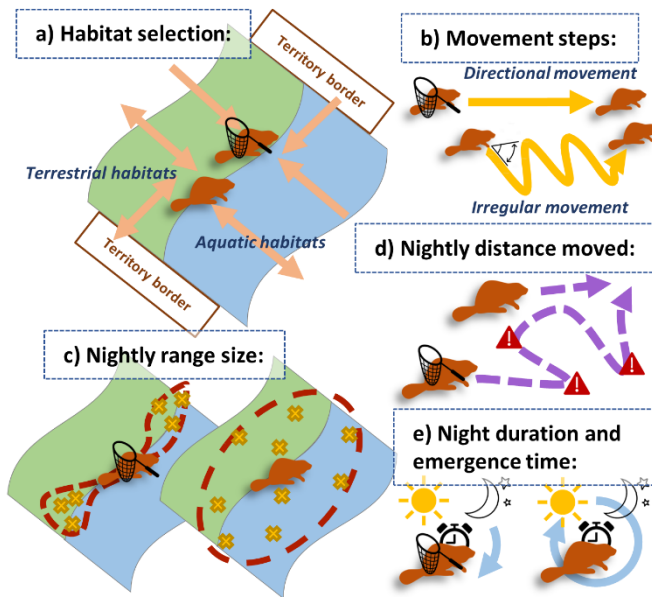 a) Habitat selection:
Territory border
Terrestrial habitats
Aquatic habitats
Territory border
b) Movement steps:
Directional movement
Irregular movement
c) Nightly range size:
d) Nightly distance moved:
e) Night duration and
emergence time: